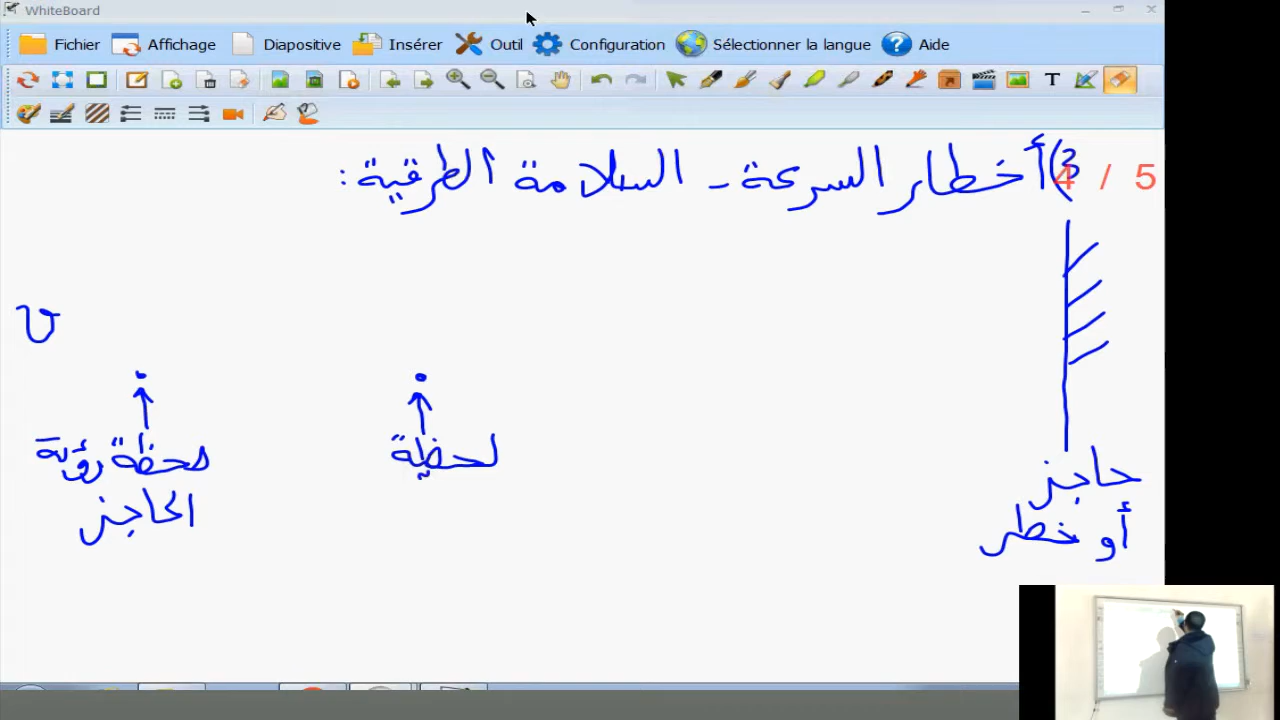 WhiteBoard
Fichier Affichage Diapositive Insérer Outil Configuration Sélectionner la langue Aide
3) أخطار السرعة - السلامة الطرقية :
4 / 5
v
لحظة رؤية
الحاجز
لحظة
حاجز
أو خطر